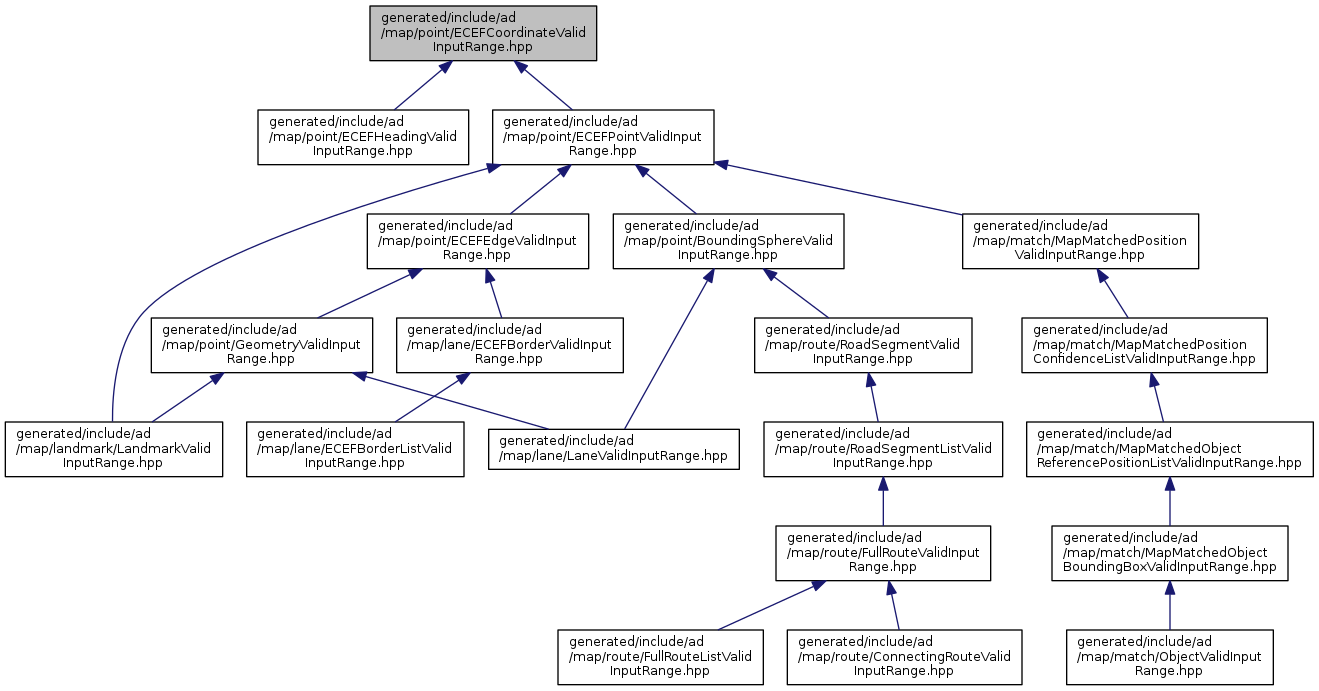 generated/include/ad
/map/point/ECEFCoordinateValid
InputRange.hpp
generated/include/ad
/map/point/ECEFHeadingValid
InputRange.hpp
generated/include/ad
/map/point/ECEFPointValidInput
Range.hpp
generated/include/ad
/map/point/ECEFEdgeValidInput
Range.hpp
generated/include/ad
/map/point/BoundingSphereValid
InputRange.hpp
generated/include/ad
/map/match/MapMatchedPosition
ValidInputRange.hpp
generated/include/ad
/map/point/GeometryValidInput
Range.hpp
generated/include/ad
/map/lane/ECEFBorderValidInput
Range.hpp
generated/include/ad
/map/route/RoadSegmentValid
InputRange.hpp
generated/include/ad
/map/match/MapMatchedPosition
ConfidenceListValidInputRange.hpp
generated/include/ad
/map/landmark/LandmarkValid
InputRange.hpp
generated/include/ad
/map/lane/ECEFBorderListValid
InputRange.hpp
generated/include/ad
/map/lane/LaneValidInputRange.hpp
generated/include/ad
/map/route/RoadSegmentListValid
InputRange.hpp
generated/include/ad
/map/match/MapMatchedObject
ReferencePositionListValidInputRange.hpp
generated/include/ad
/map/route/FullRouteValidInput
Range.hpp
generated/include/ad
/map/match/MapMatchedObject
BoundingBoxValidInputRange.hpp
generated/include/ad
/map/route/FullRouteListValid
InputRange.hpp
generated/include/ad
/map/route/ConnectingRouteValid
InputRange.hpp
generated/include/ad
/map/match/ObjectValidInput
Range.hpp